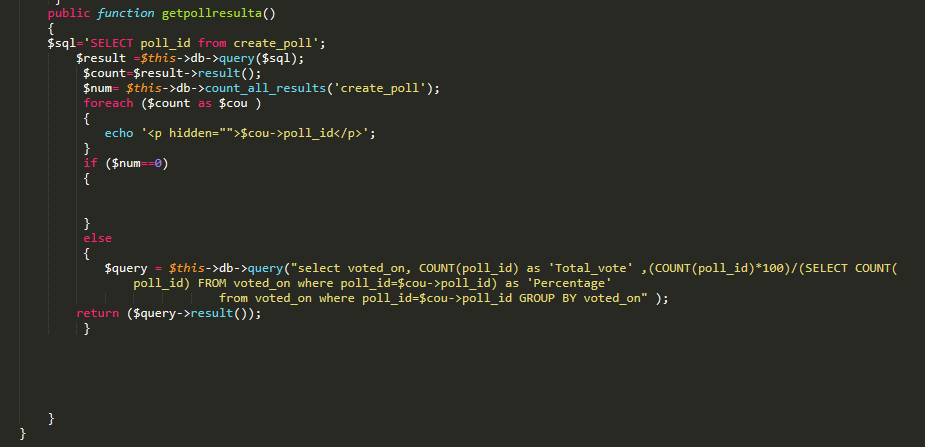 }
public function getpollresulta()
{
$sql='SELECT poll_id from create_poll';
$result =$this->db->query($sql);
$count=$result->result();
$num= $this->db->count_all_results('create_poll');
foreach ($count as $cou )
{
echo '<p hidden="">$cou->poll_id</p>';
}
if ($num==0)
{
}
else
{
$query = $this->db->query("select voted_on, COUNT(poll_id) as 'Total_vote' ,(COUNT(poll_id)*100)/(SELECT COUNT(
poll_id) FROM voted_on where poll_id=$cou->poll_id) as 'Percentage'
from voted_on where poll_id=$cou->poll_id GROUP BY voted_on" );
return ($query->result());
}
}
}